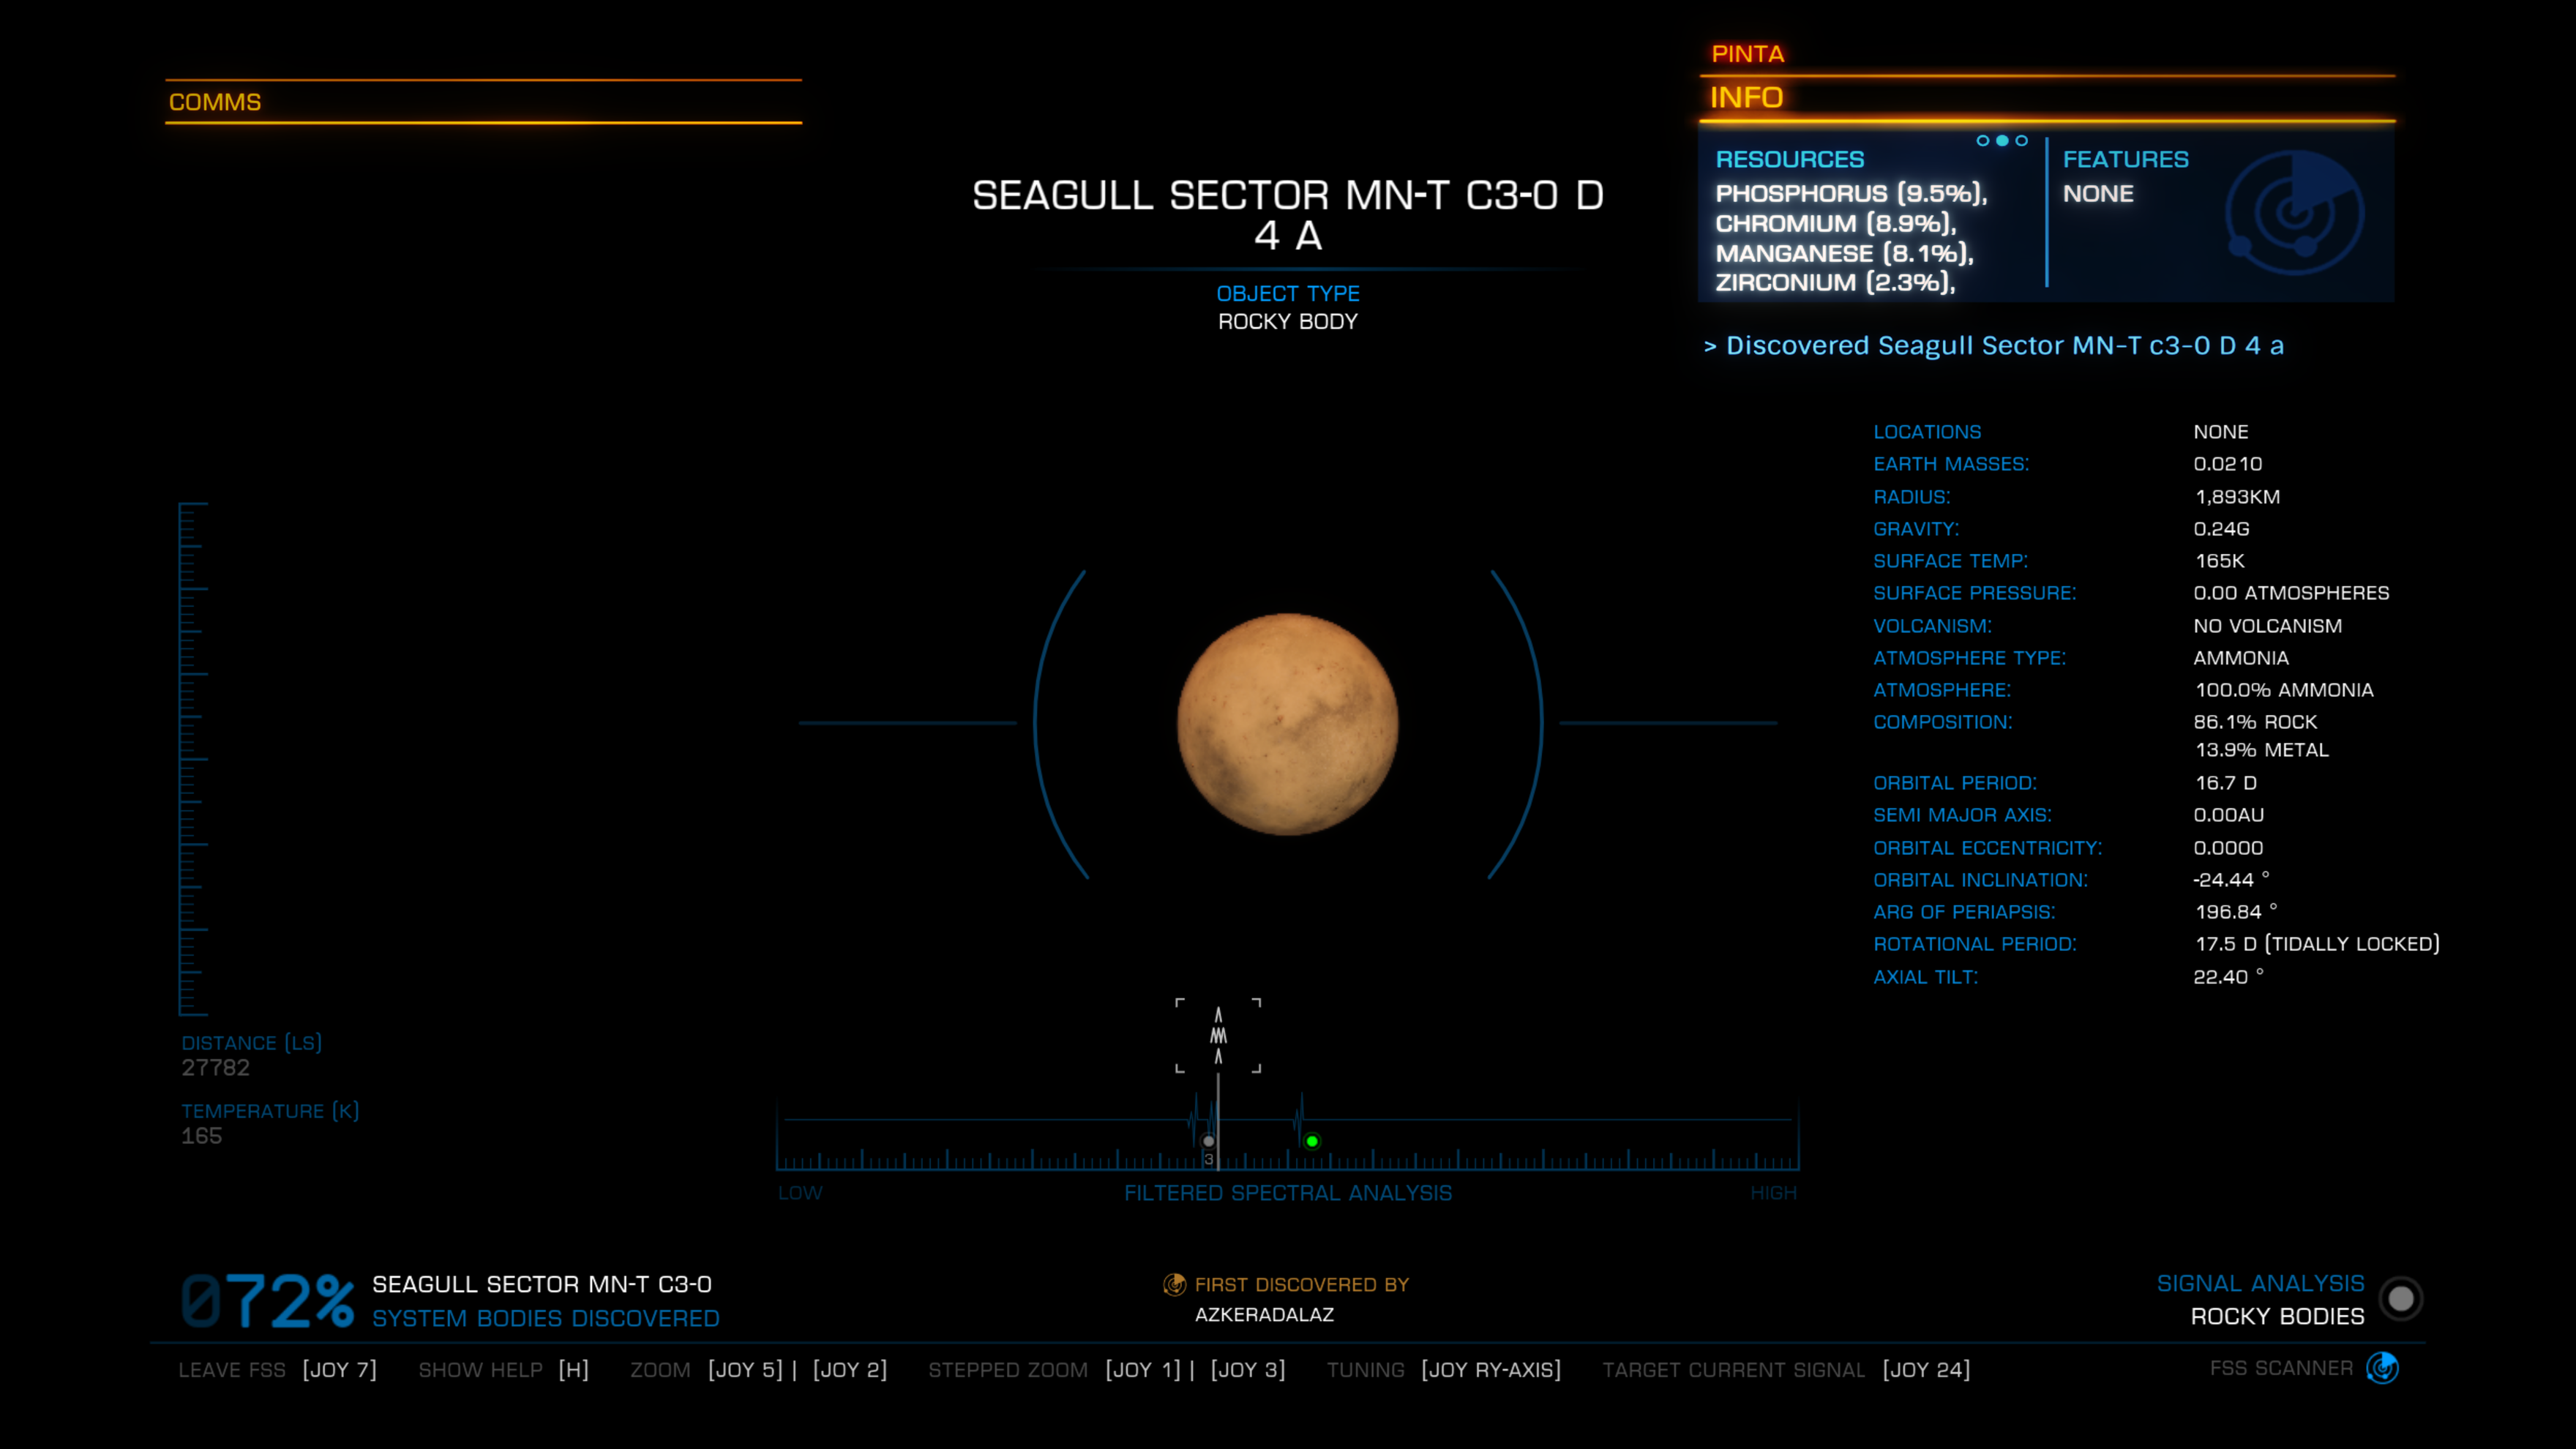 PINTA
COMMS
INFO
RESOURCES
PHOSPHORUS (9.5%),
CHROMIUM (8.9%),
MANGANESE (8.1%),
ZIRCONIUM (2.3%),
FEATURES
NONE
SEAGULL SECTOR MN-T C3-0 D
4 A
OBJECT TYPE
ROCKY BODY
> Discovered Seagull Sector MN-T c3-0 D 4 a
LOCATIONS NONE
EARTH MASSES: 0.0210
RADIUS: 1,893KM
GRAVITY: 0.24G
SURFACE TEMP: 165K
SURFACE PRESSURE: 0.00 ATMOSPHERES
VOLCANISM: NO VOLCANISM
ATMOSPHERE TYPE: AMMONIA
ATMOSPHERE: 100.0% AMMONIA
COMPOSITION: 86.1% ROCK
13.9% METAL
ORBITAL PERIOD: 16.7 D
SEMI MAJOR AXIS: 0.00AU
ORBITAL ECCENTRICITY: 0.0000
ORBITAL INCLINATION: -24.44 °
ARG OF PERIAPSIS: 196.84 °
ROTATIONAL PERIOD: 17.5 D (TIDALLY LOCKED)
AXIAL TILT: 22.40 °
DISTANCE (LS)
27782
TEMPERATURE (K)
165
3
LOW FILTERED SPECTRAL ANALYSIS HIGH
072% SEAGULL SECTOR MN-T C3-0
SYSTEM BODIES DISCOVERED
FIRST DISCOVERED BY
AZKERADALAZ
SIGNAL ANALYSIS
ROCKY BODIES
LEAVE FSS [JOY 7] SHOW HELP [H] ZOOM [JOY 5] | [JOY 2] STEPPED ZOOM [JOY 1] | [JOY 3] TUNING [JOY RY-AXIS] TARGET CURRENT SIGNAL [JOY 24] FSS SCANNER